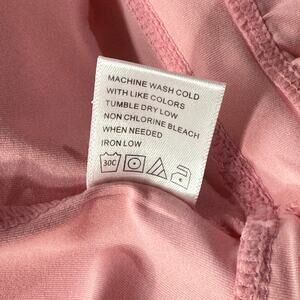 MACHINE WASH COLD
WITH LIKE COLORS
TUMBLE DRY LOW
NON CHLORINE BLEACH
WHEN NEEDED
IRON LOW
30C